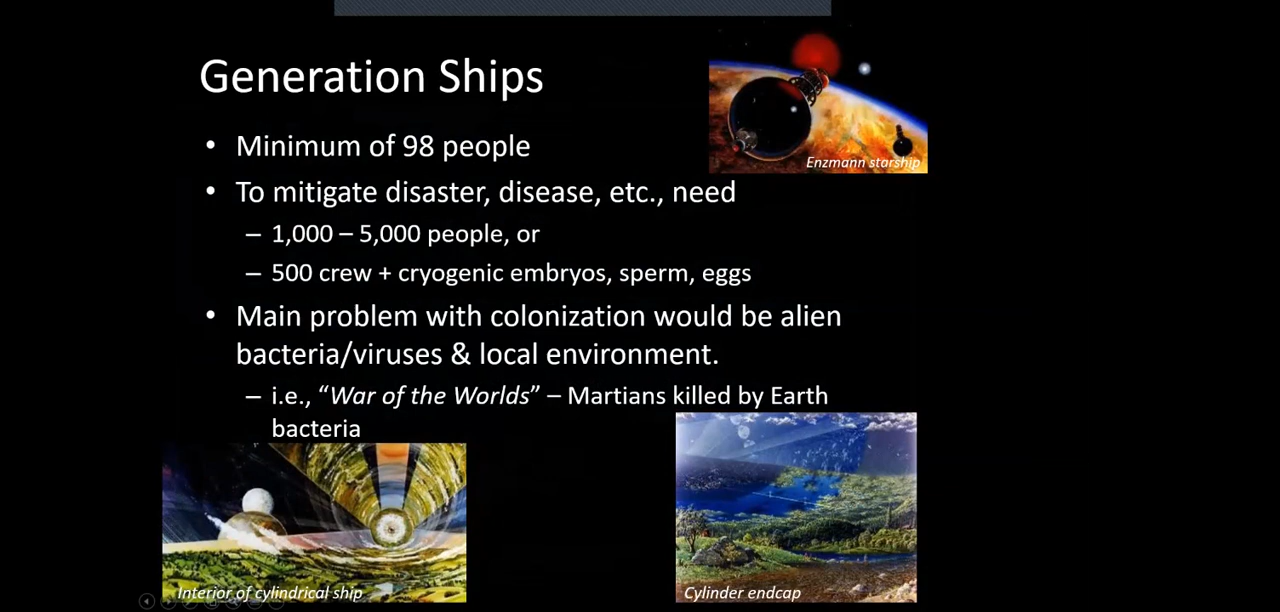 Generation Ships
Enzmann starship
• Minimum of 98 people
• To mitigate disaster, disease, etc., need
– 1,000 – 5,000 people, or
– 500 crew + cryogenic embryos, sperm, eggs
• Main problem with colonization would be alien
bacteria/viruses & local environment.
– i.e., “War of the Worlds” – Martians killed by Earth
bacteria
Interior of cylindrical ship
Cylinder endcap